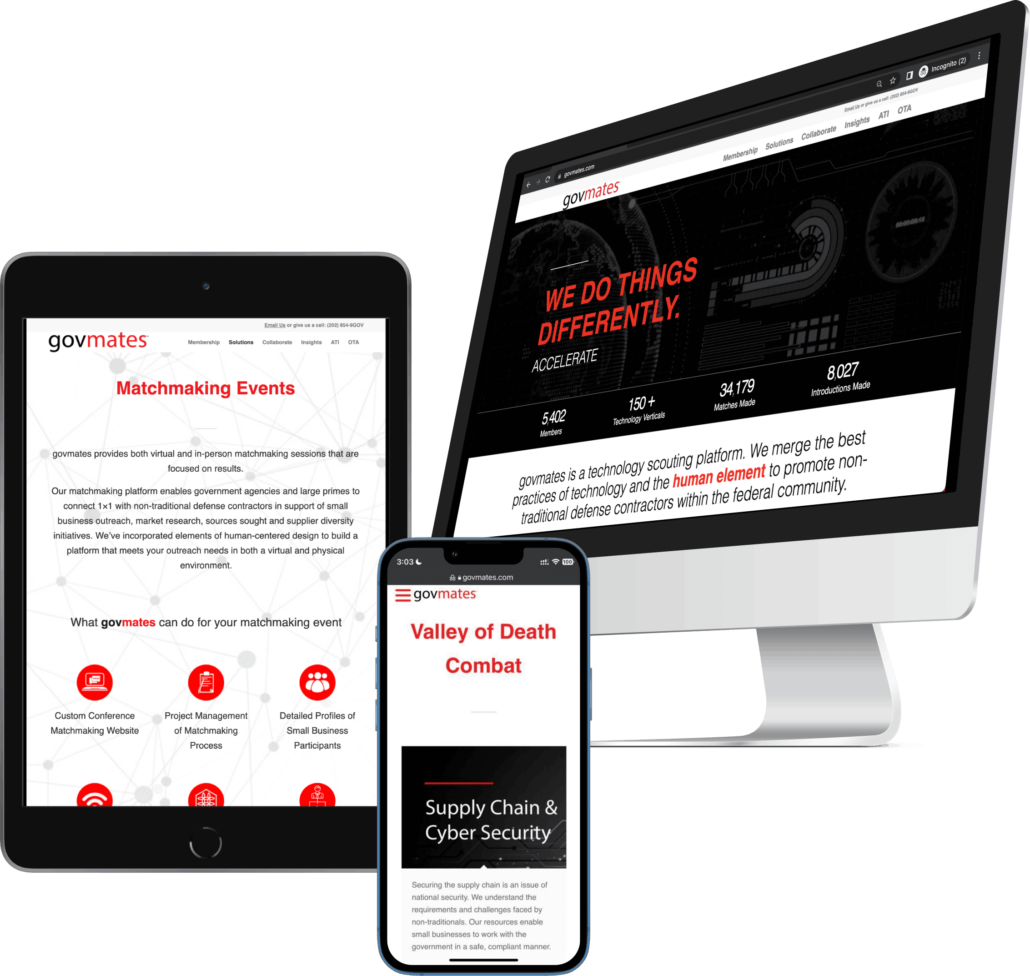 Incognito (2)
govmates.com
Email Us or give us a call: (202) 854-9GOV
govmates
Membership Solutions Collaborate Insights ATI OTA
WE DO THINGS
DIFFERENTLY.
ACCELERATE
5,402
Members
150+
Technology Verticals
34,179
Matches Made
8,027
Introductions Made
govmates is a technology scouting platform. We merge the best
practices of technology and the human element to promote non-
traditional defense contractors within the federal community.
Email Us or give us a call: (202) 854-9GOV
govmates
Membership Solutions Collaborate Insights ATI OTA
Matchmaking Events
govmates provides both virtual and in-person matchmaking sessions that are
focused on results.
Our matchmaking platform enables government agencies and large primes to
connect 1×1 with non-traditional defense contractors in support of small
business outreach, market research, sources sought and supplier diversity
initiatives. We've incorporated elements of human-centered design to build a
platform that meets your outreach needs in both a virtual and physical
environment.
What govmates can do for your matchmaking event
Custom Conference
Matchmaking Website
Project Management
of Matchmaking
Process
Detailed Profiles of
Small Business
Participants
3:03
100
govmates.com
govmates
Valley of Death
Combat
Supply Chain &
Cyber Security
Securing the supply chain is an issue of
national security. We understand the
requirements and challenges faced by
non-traditionals. Our resources enable
small businesses to work with the
government in a safe, compliant manner.